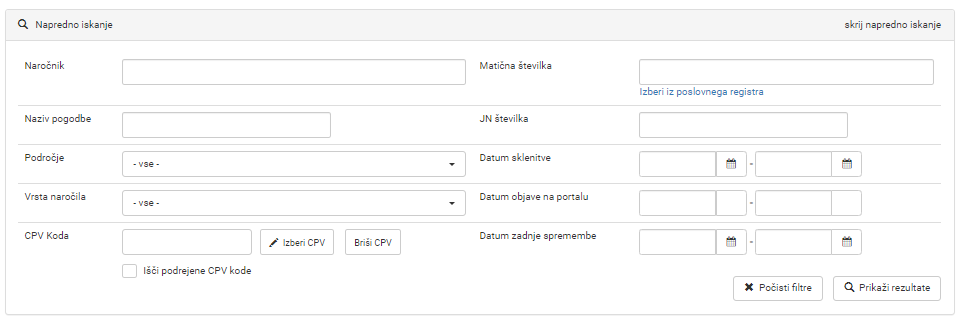 Napredno iskanje
skrij napredno iskanje
Naročnik
Matična številka
Izberi iz poslovnega registra
Naziv pogodbe
JN številka
Področje
- vse -
Datum sklenitve
-
Vrsta naročila
- vse -
Datum objave na portalu
-
CPV Koda
Izberi CPV
Briši CPV
Datum zadnje spremembe
-
Išči podrejene CPV kode
Počisti filtre
Prikaži rezultate